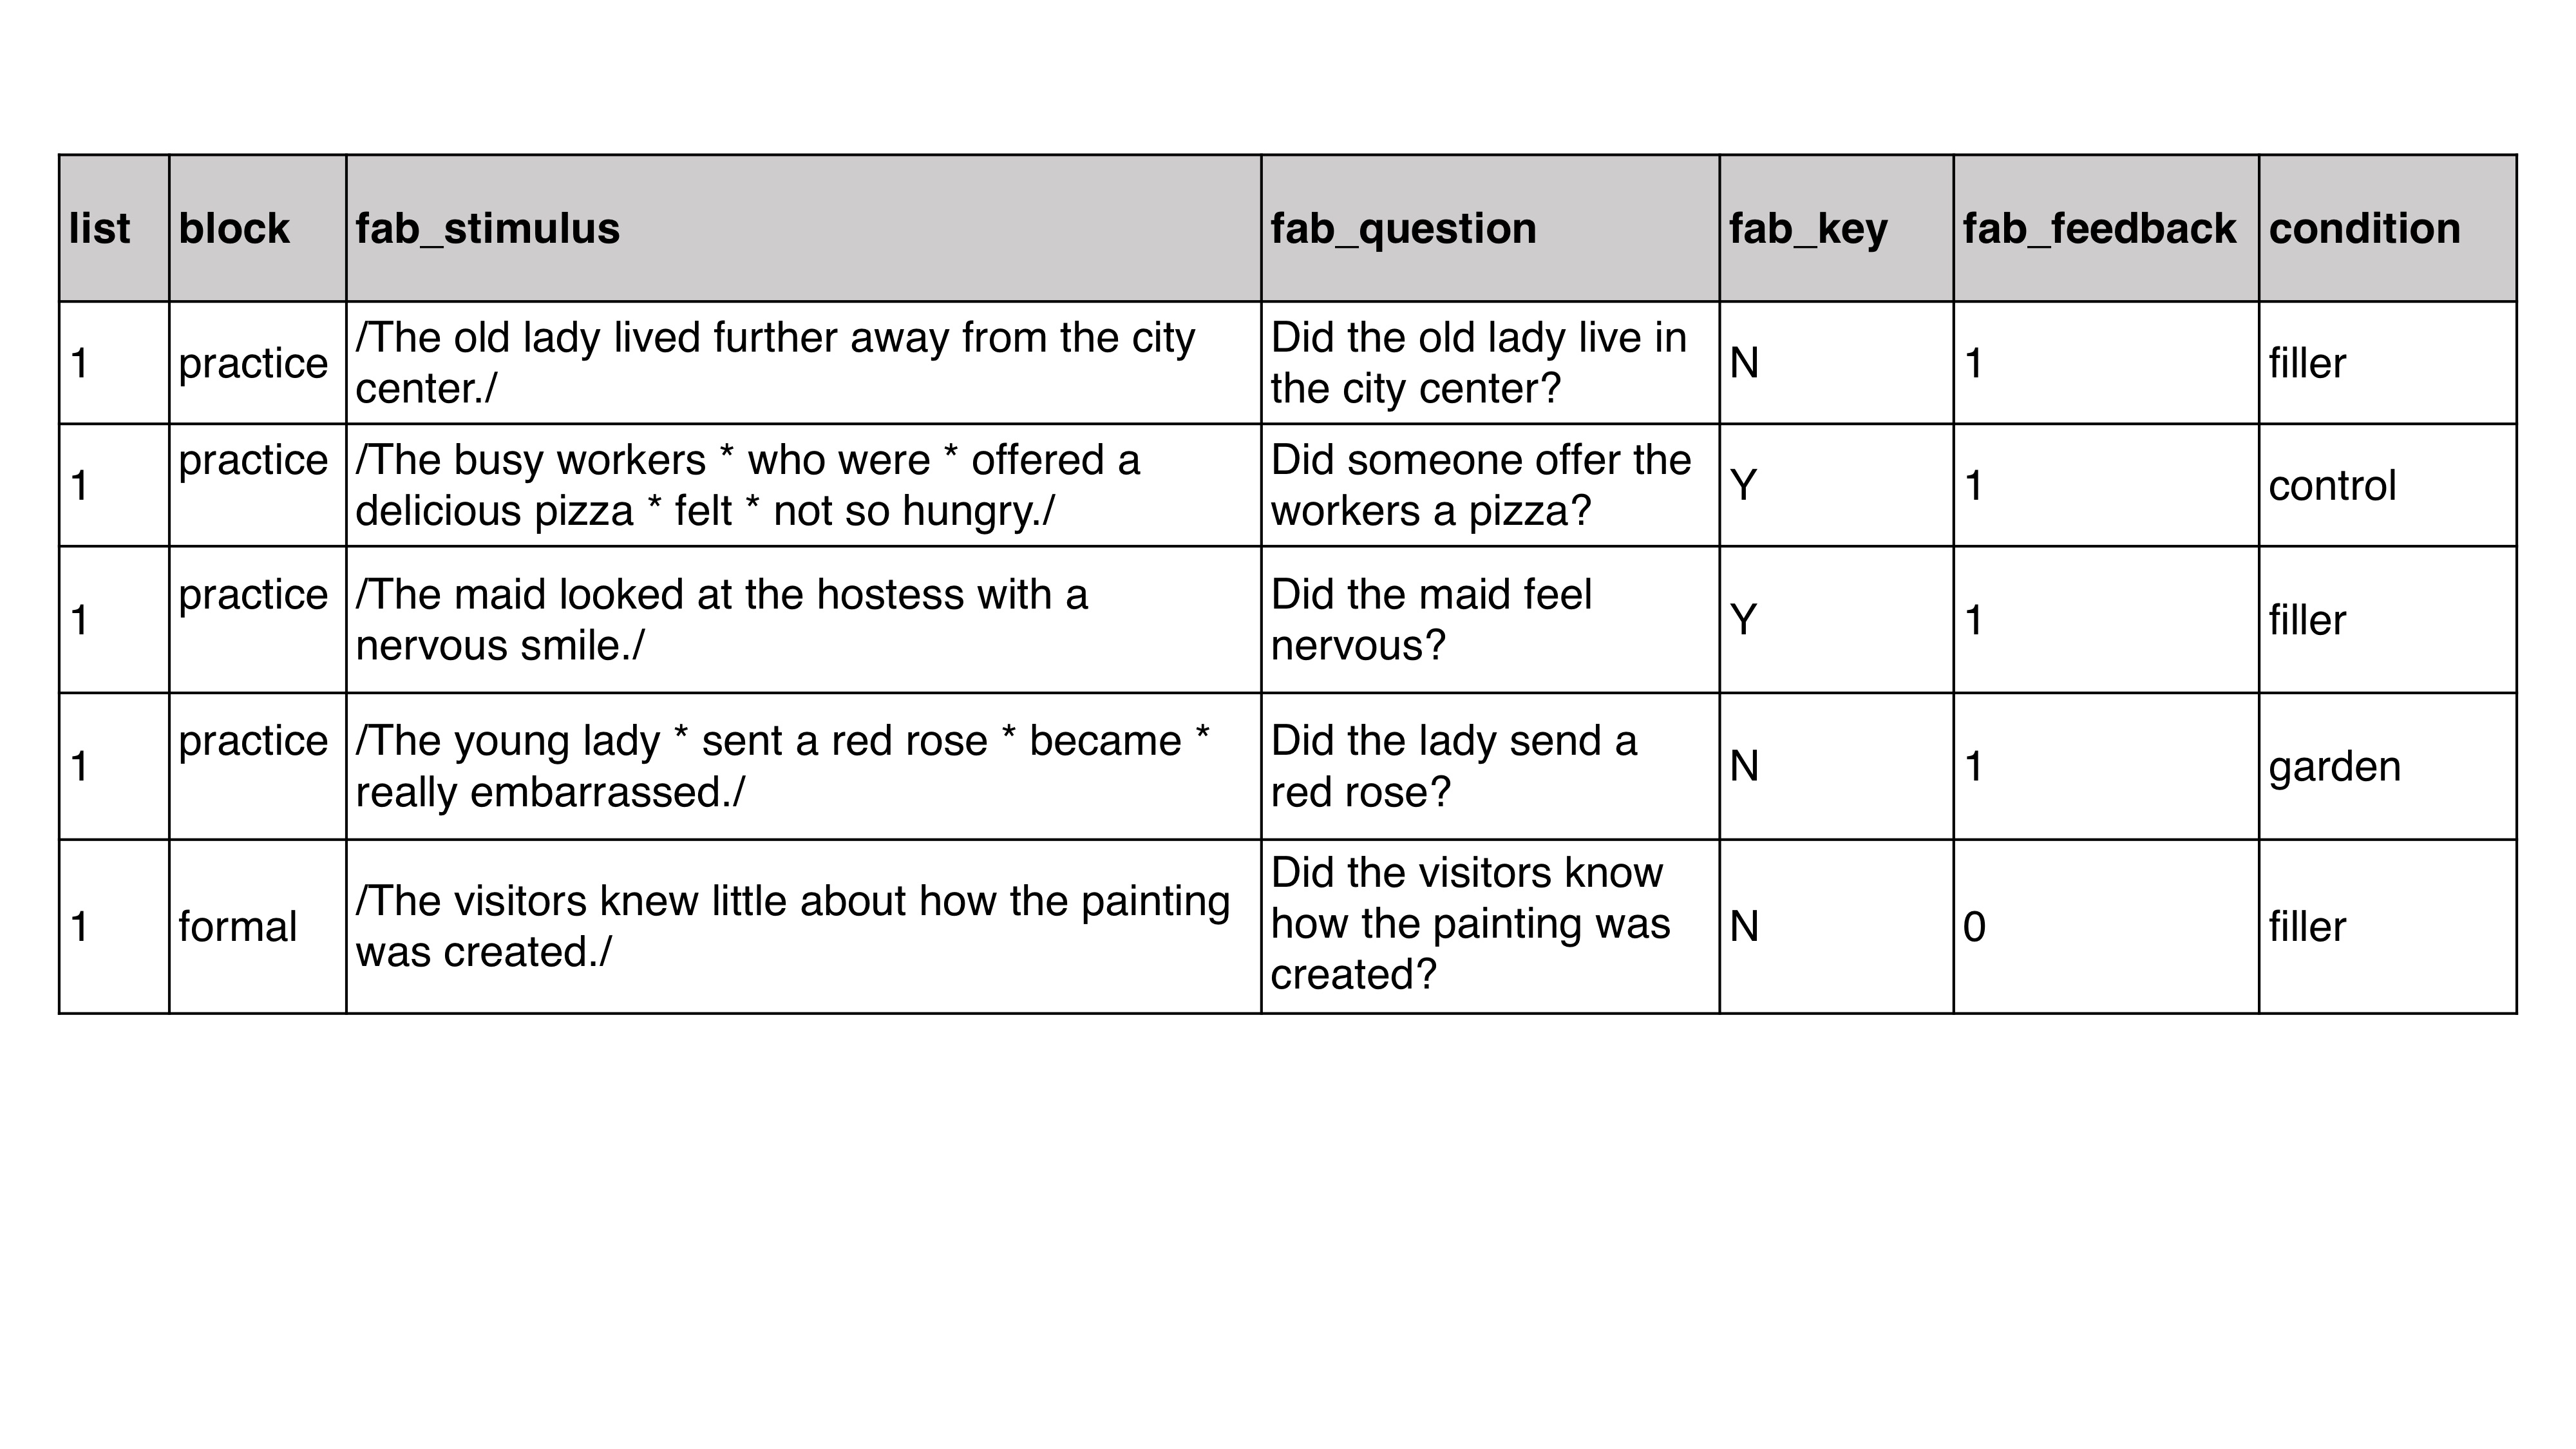 list block fab_stimulus fab_question fab_key fab_feedback condition
1 practice /The old lady lived further away from the city center./ Did the old lady live in the city center? N 1 filler
1 practice /The busy workers * who were * offered a delicious pizza * felt * not so hungry./ Did someone offer the workers a pizza? Y 1 control
1 practice /The maid looked at the hostess with a nervous smile./ Did the maid feel nervous? Y 1 filler
1 practice /The young lady * sent a red rose * became * really embarrassed./ Did the lady send a red rose? N 1 garden
1 formal /The visitors knew little about how the painting was created./ Did the visitors know how the painting was created? N 0 filler